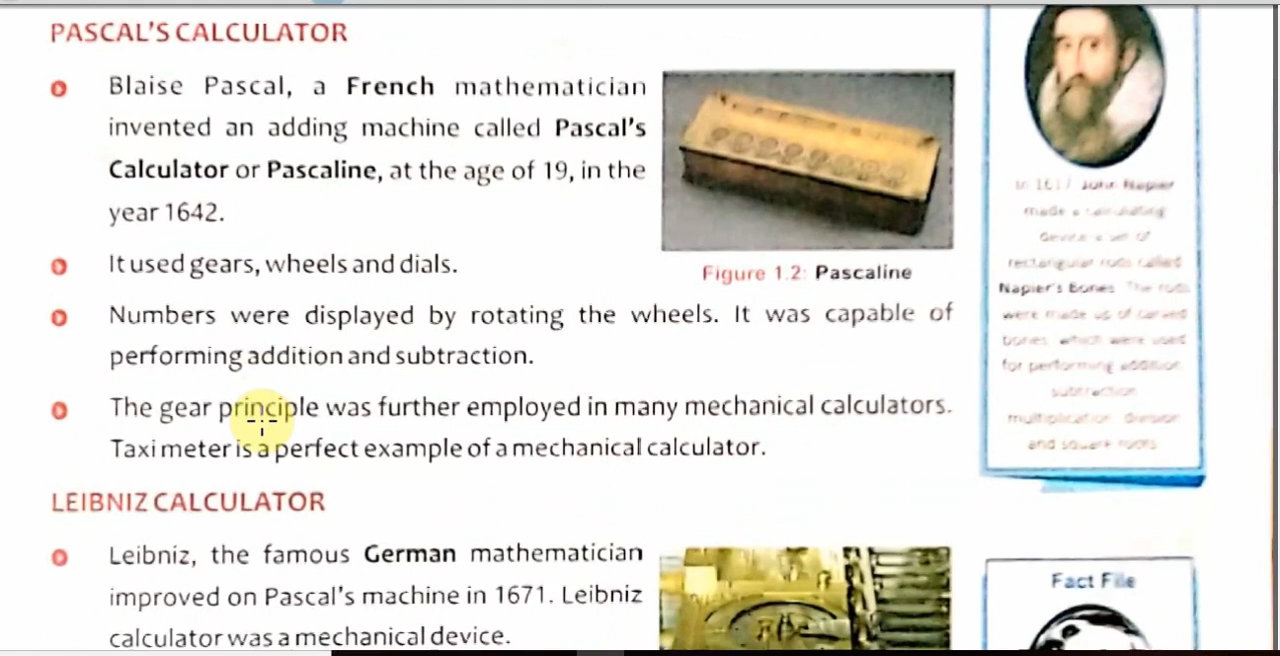 PASCAL'S CALCULATOR
Blaise Pascal, a French mathematician
invented an adding machine called Pascal's
Calculator or Pascaline, at the age of 19, in the
year 1642.
It used gears, wheels and dials.
Figure 1.2: Pascaline
Numbers were displayed by rotating the wheels. It was capable of
performing addition and subtraction.
The gear principle was further employed in many mechanical calculators.
Taxi meter is a perfect example of a mechanical calculator.
LEIBNIZ CALCULATOR
Leibniz, the famous German mathematician
improved on Pascal's machine in 1671. Leibniz
calculator was a mechanical device.
In 1617 John Napier
made a calculating
device a set of
rectangular rods called
Napier's Bones. The rods
were made up of carved
bones which were used
for performing addition
subtraction
multiplication division
and square roots
Fact File